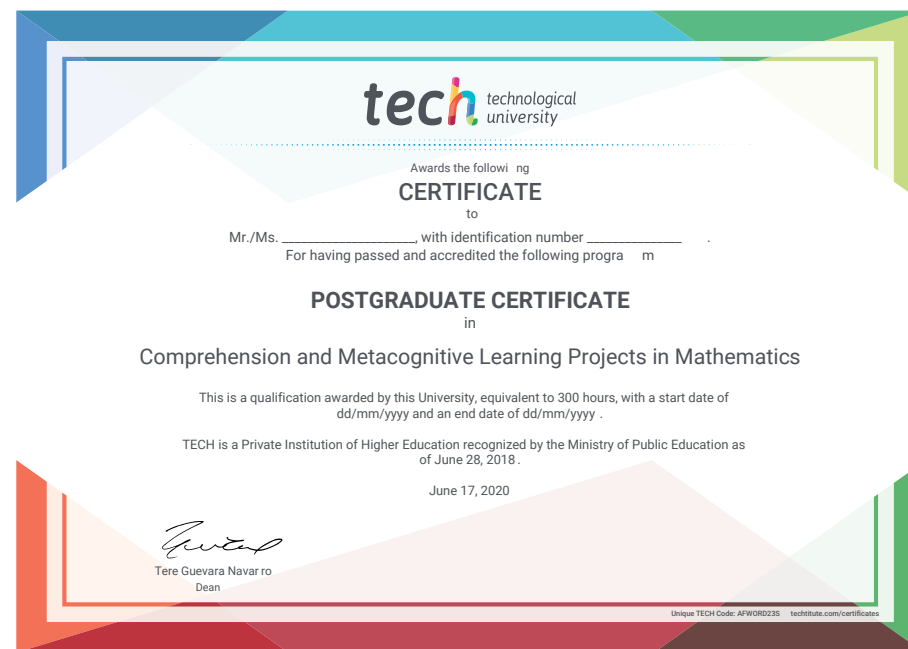 tech technological
university
Awards the followi ng
CERTIFICATE
to
Mr./Ms. _____________________, with identification number _______________ .
For having passed and accredited the following progra m
POSTGRADUATE CERTIFICATE
in
Comprehension and Metacognitive Learning Projects in Mathematics
This is a qualification awarded by this University, equivalent to 300 hours, with a start date of
dd/mm/yyyy and an end date of dd/mm/yyyy .
TECH is a Private Institution of Higher Education recognized by the Ministry of Public Education as
of June 28, 2018 .
June 17, 2020
Tere Guevara Navar ro
Dean
Unique TECH Code: AFWORD23S techtitute.com/certificates